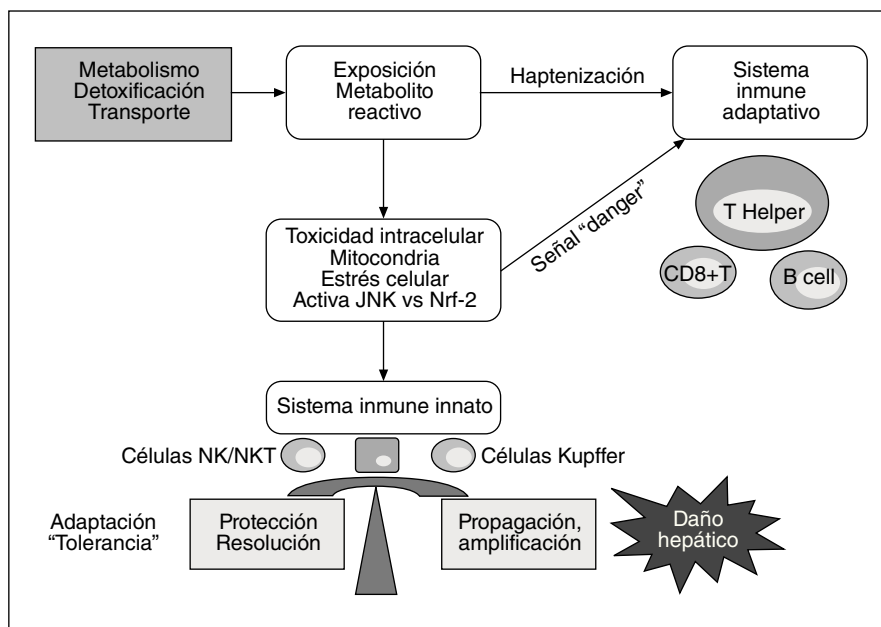 Metabolismo
Detoxificación
Transporte
Exposición
Metabolito
reactivo
Haptenización
Sistema
inmune
adaptativo
T Helper
CD8+T
B cell
Señal “danger”
Toxicidad intracelular
Mitocondria
Estrés celular
Activa JNK vs Nrf-2
Sistema inmune innato
Células NK/NKT
Células Kupffer
Adaptación
“Tolerancia”
Protección
Resolución
Propagación,
amplificación
Daño
hepático